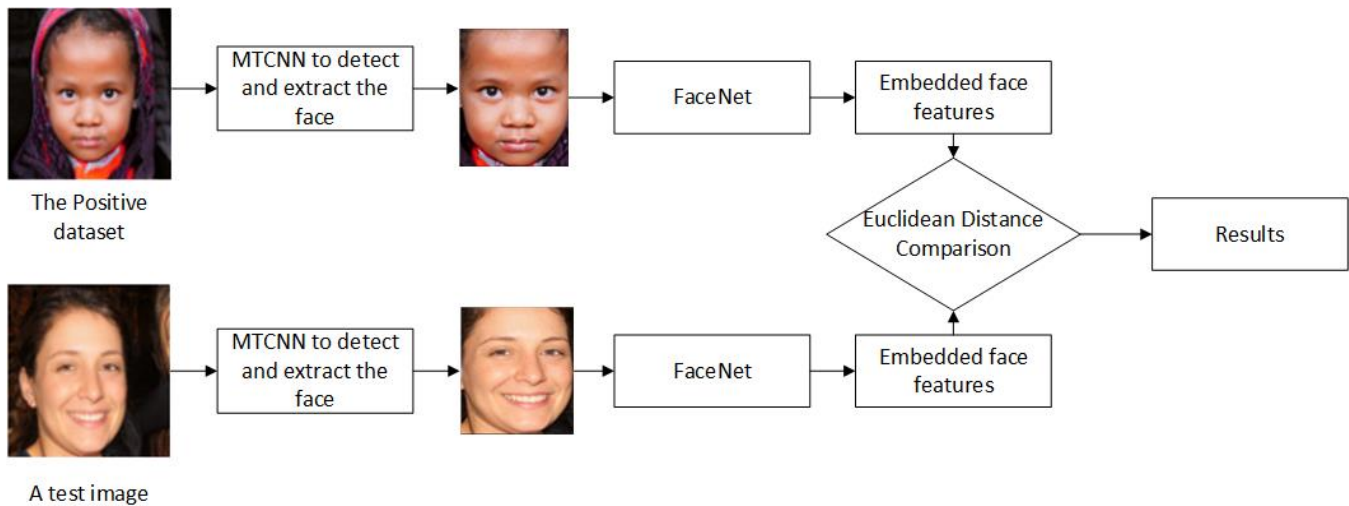 MTCNN to detect
and extract the
face
FaceNet
Embedded face
features
The Positive
dataset
Euclidean Distance
Comparison
Results
MTCNN to detect
and extract the
face
FaceNet
Embedded face
features
A test image